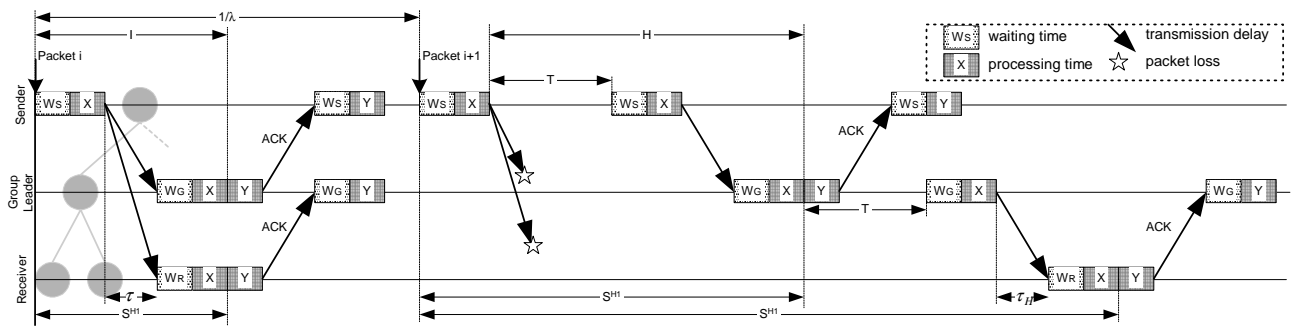 1/λ
I
H
Packet i
Packet i+1
T
Ws waiting time
transmission delay
X processing time
packet loss
Sender
Ws X
Ws Y
Ws X
Ws X
Ws Y
ACK
ACK
Group Leader
WG X Y
WG Y
WG X Y
WG X
WG Y
T
ACK
ACK
Receiver
WR X Y
WR X Y
τ
τH
SH1
SH1
SH1